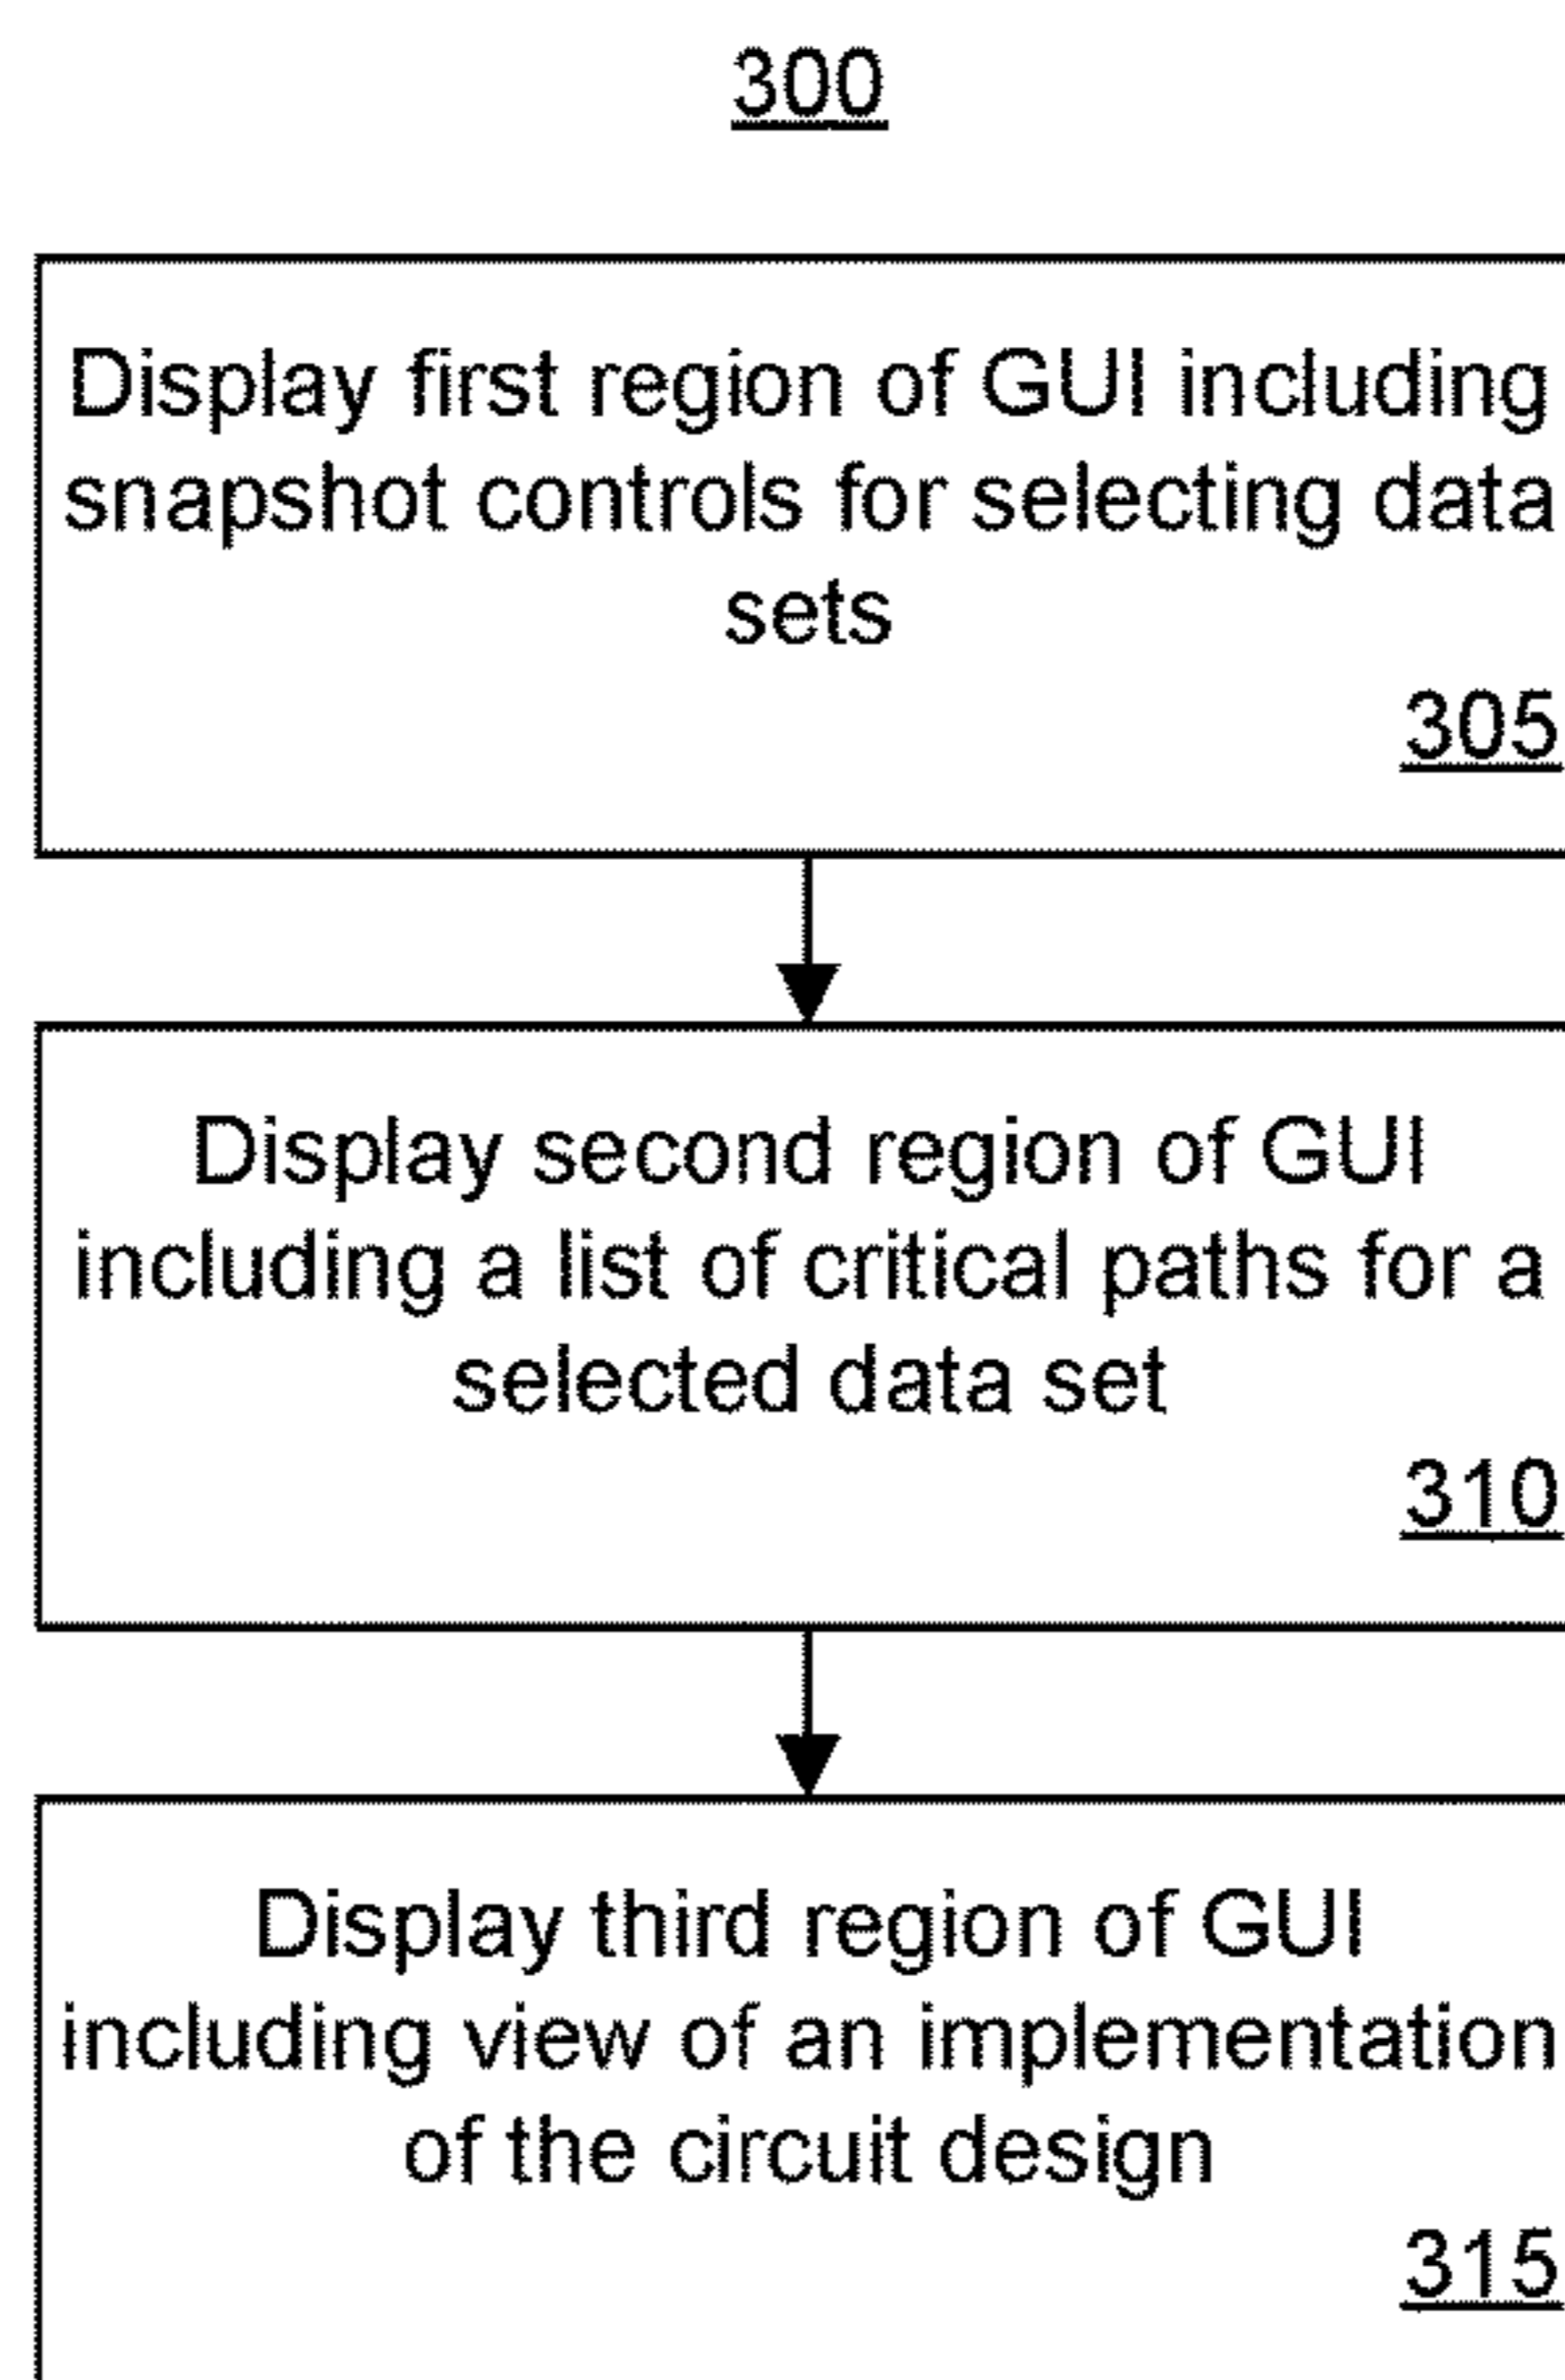 300
Display first region of GUI including
snapshot controls for selecting data
sets
305
Display second region of GUI
including a list of critical paths for a
selected data set
310
Display third region of GUI
including view of an implementation
of the circuit design
315